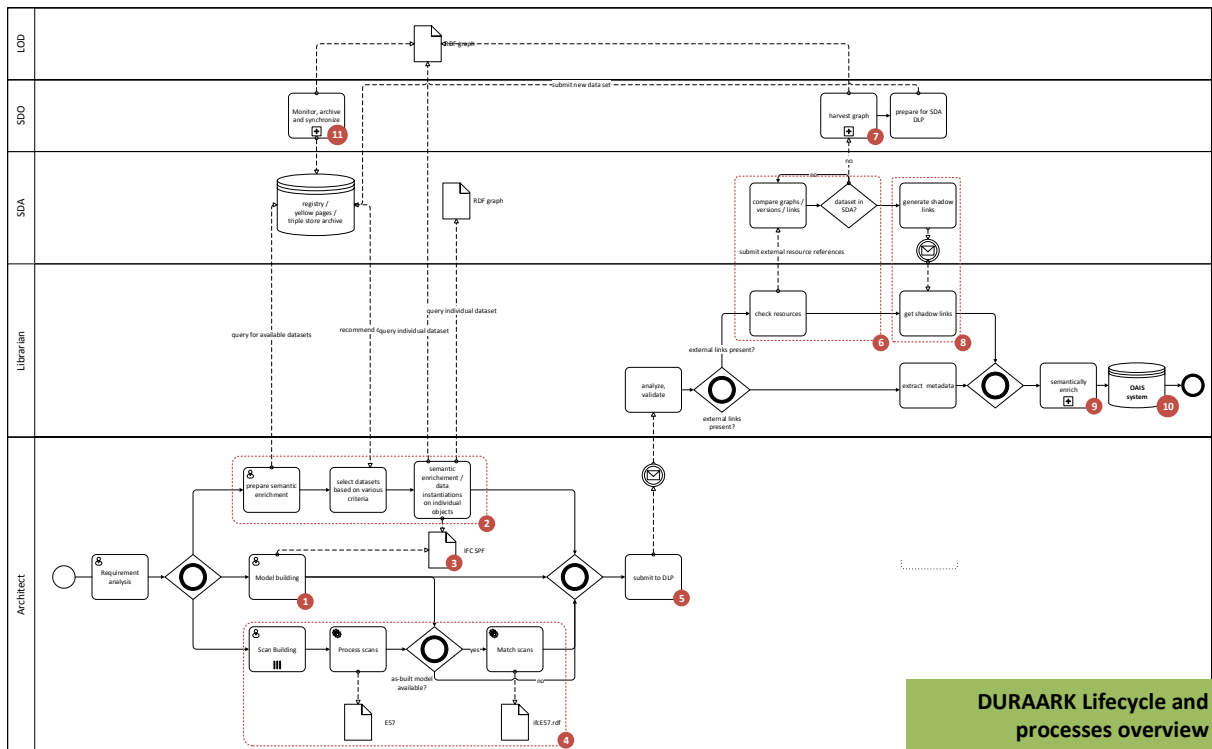 LOD
RDF graph
submit new data set
SDO
Monitor, archive
and synchronize
11
harvest graph
7
prepare for SDA
DLP
no
SDA
registry /
yellow pages /
triple store archive
RDF graph
compare graphs /
versions / links
no
dataset in
SDA?
generate shadow
links
submit external resource references
Librarian
query for available datasets
recommend
query individual dataset
query individual dataset
check resources
6
get shadow links
8
external links present?
analyze,
validate
external links
present?
extract metadata
semantically
enrich
9
OAIS
system
10
Architect
prepare semantic
enrichment
select datasets
based on various
criteria
semantic
enrichement /
data
instantiations
on individual
objects
2
IFC SPF
3
Requirement
analysis
Model building
1
submit to DLP
5
Scan Building
Process scans
yes
Match scans
as-built model
available?
no
E57
ifcE57.rdf
4
DURAARK Lifecycle and
processes overview